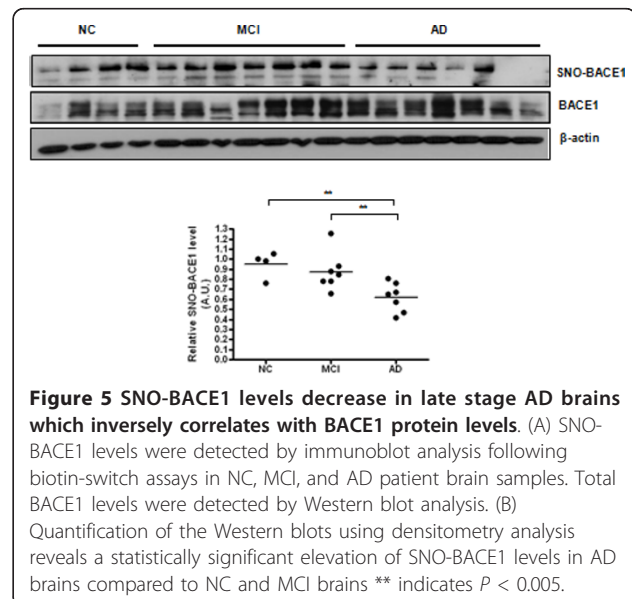 NC MCI AD
SNO-BACE1
BACE1
β-actin
** 
**
Relative SNO-BACE1 level
(A.U.)
1.3
1.2
1.1
1.0
0.9
0.8
0.7
0.6
0.5
0.4
0.3
0.2
0.1
0.0
NC MCI AD
Figure 5 SNO-BACE1 levels decrease in late stage AD brains
which inversely correlates with BACE1 protein levels. (A) SNO-
BACE1 levels were detected by immunoblot analysis following
biotin-switch assays in NC, MCI, and AD patient brain samples. Total
BACE1 levels were detected by Western blot analysis. (B)
Quantification of the Western blots using densitometry analysis
reveals a statistically significant elevation of SNO-BACE1 levels in AD
brains compared to NC and MCI brains ** indicates P < 0.005.